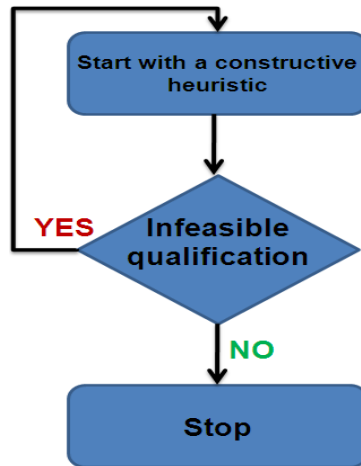 Start with a constructive
heuristic
Infeasible
qualification
YES
NO
Stop